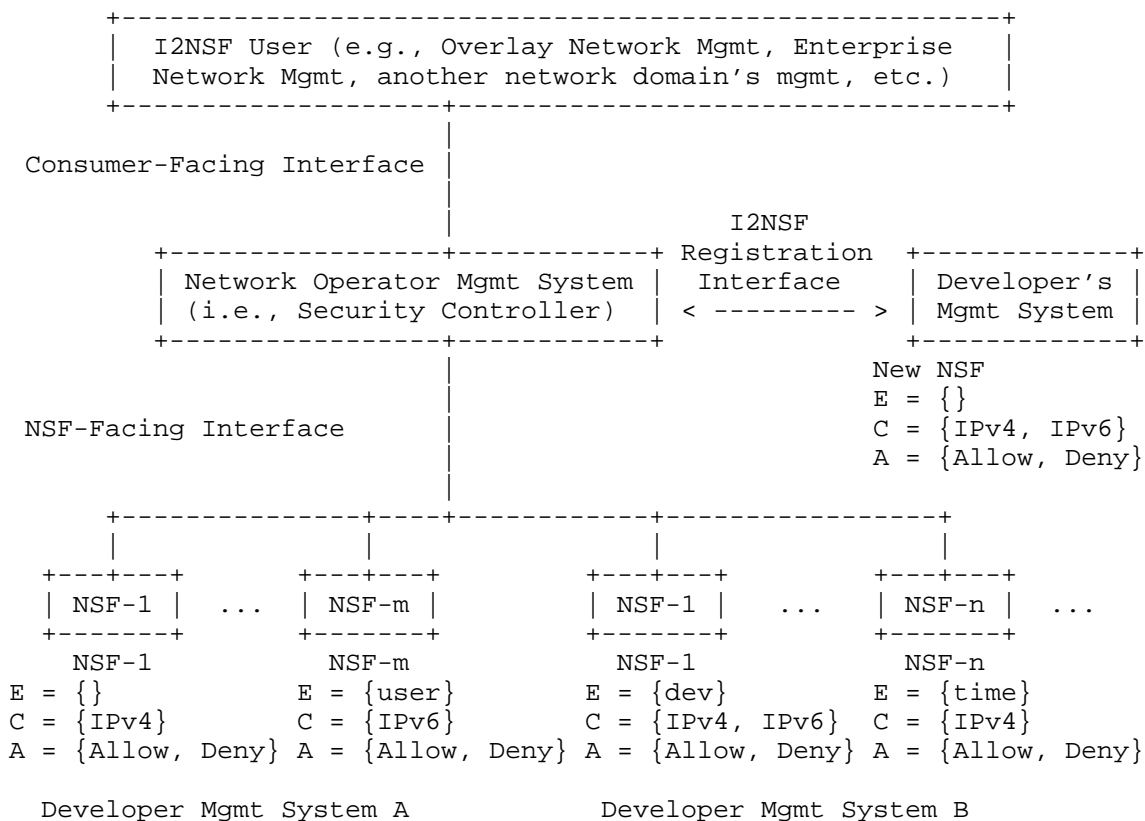 I2NSF User (e.g., Overlay Network Mgmt, Enterprise
Network Mgmt, another network domain's mgmt, etc.)
Consumer-Facing Interface
I2NSF
Registration
Interface
Network Operator Mgmt System
(i.e., Security Controller)
< --------- >
Developer's
Mgmt System
New NSF
E = {}
C = {IPv4, IPv6}
A = {Allow, Deny}
NSF-Facing Interface
NSF-1 ... NSF-m NSF-1 ... NSF-n ...
NSF-1 NSF-m NSF-1 NSF-n
E = {} E = {user} E = {dev} E = {time}
C = {IPv4} C = {IPv6} C = {IPv4, IPv6} C = {IPv4}
A = {Allow, Deny} A = {Allow, Deny} A = {Allow, Deny} A = {Allow, Deny}
Developer Mgmt System A Developer Mgmt System B